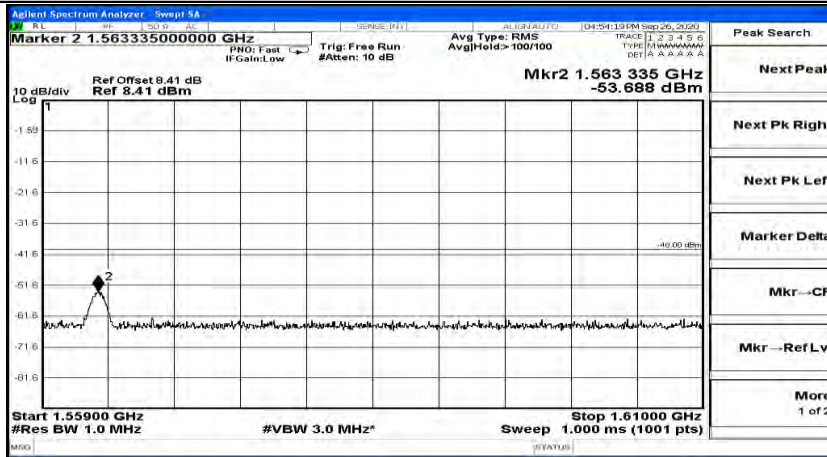 Agilent Spectrum Analyzer - Swept SA
RL RF 50 Ω AC SENSE:INT ALIGN AUTO 04:54:19 PM Sep 26, 2020
Marker 2 1.563335000000 GHz
PNO: Fast
IFGain:Low
Trig: Free Run
#Atten: 10 dB
Avg Type: RMS
Avg|Hold:>100/100
TRACE 1 2 3 4 5 6
TYPE M W W W W W
DET A A A A A A
Peak Search
Mkr2 1.563 335 GHz
-53.688 dBm
Ref Offset 8.41 dB
10 dB/div Ref 8.41 dBm
Log
1
-1.59
-11.6
-21.6
-31.6
-40.00 dBm
-41.6
2
-51.6
-61.6
-71.6
-81.6
Start 1.55900 GHz Stop 1.61000 GHz
#Res BW 1.0 MHz #VBW 3.0 MHz* Sweep 1.000 ms (1001 pts)
MSG STATUS
Next Peak
Next Pk Righ
Next Pk Lef
Marker Delta
Mkr→CF
Mkr→Ref Lv
More
1 of 2